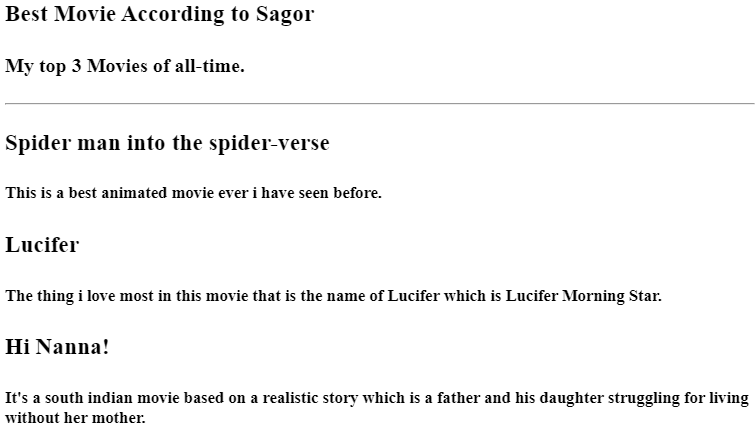 Best Movie According to Sagor
My top 3 Movies of all-time.
Spider man into the spider-verse
This is a best animated movie ever i have seen before.
Lucifer
The thing i love most in this movie that is the name of Lucifer which is Lucifer Morning Star.
Hi Nanna!
It's a south indian movie based on a realistic story which is a father and his daughter struggling for living
without her mother.